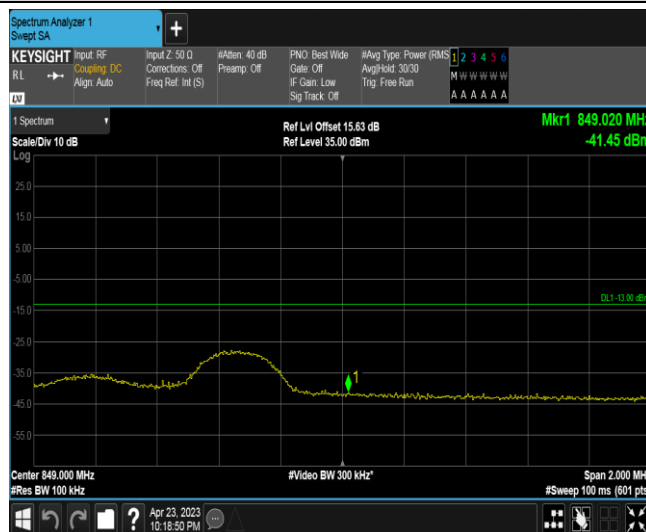 Spectrum Analyzer 1
Swept SA
+
KEYSIGHT Input: RF Input Z: 50 Ω #Atten: 40 dB PNO: Best Wide #Avg Type: Power (RMS 1 2 3 4 5 6
RL Coupling: DC Corrections: Off Preamp: Off Gate: Off Avg|Hold: 30/30 M W W W W W
Align: Auto Freq Ref: Int (S) IF Gain: Low Trig: Free Run
LXI Sig Track: Off A A A A A A
1 Spectrum Ref Lvl Offset 15.63 dB Mkr1 849.020 MHz
Scale/Div 10 dB Ref Level 35.00 dBm -41.45 dBm
Log
25.0
15.0
5.00
-5.00
DL1 -13.00 dBm
-15.0
-25.0
-35.0
1
-45.0
-55.0
Center 849.000 MHz #Video BW 300 kHz* Span 2.000 MHz
#Res BW 100 kHz #Sweep 100 ms (601 pts
? Apr 23, 2023
10:18:50 PM